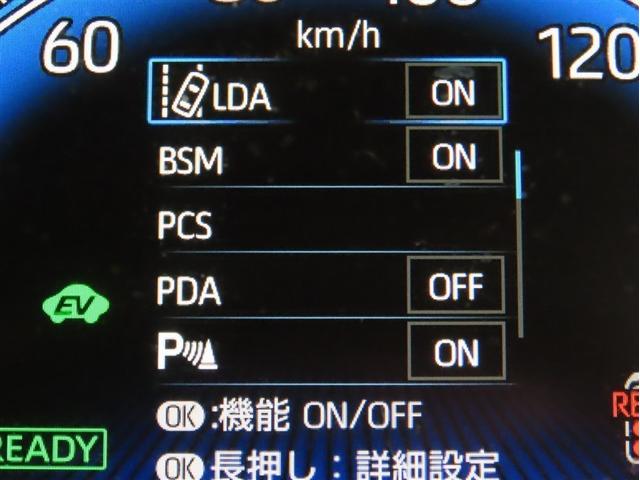 60
km/h
120
LDA ON
BSM ON
PCS
PDA OFF
P ON
EV
OK:機能 ON/OFF
READY
OK長押し:詳細設定